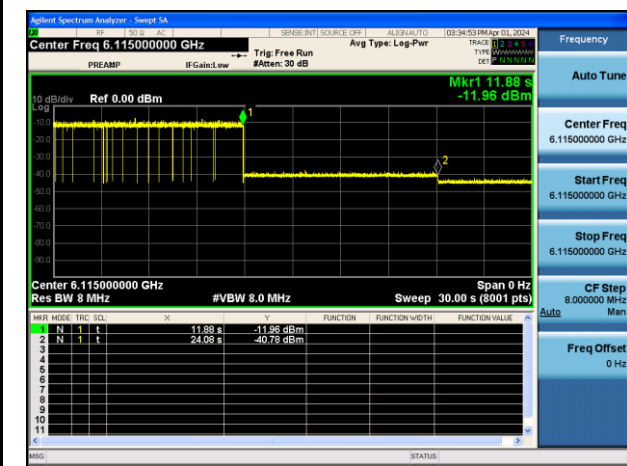 Agilent Spectrum Analyzer - Swept SA
RF 50 Ω AC SENSE:INT SOURCE OFF ALIGNAUTO 03:34:53 PM Apr 01, 2024
Center Freq 6.115000000 GHz
Avg Type: Log-Pwr
TRACE 1 2 3 4 5 6
TYPE
DET P N N N N N
PREAMP
IFGain:Low
Trig: Free Run
#Atten: 30 dB
Mkr1 11.88 s
-11.96 dBm
10 dB/div Ref 0.00 dBm
Log
-10.0
-20.0
-30.0
-40.0
-50.0
-60.0
-70.0
-80.0
-90.0
1
2
Center 6.115000000 GHz Span 0 Hz
Res BW 8 MHz #VBW 8.0 MHz Sweep 30.00 s (8001 pts)
MKR MODE TRC SCL X Y FUNCTION FUNCTION WIDTH FUNCTION VALUE
1 N 1 t 11.88 s -11.96 dBm
2 N 1 t 24.08 s -40.78 dBm
3
4
5
6
7
8
9
10
11
MSG STATUS
Frequency
Auto Tune
Center Freq
6.115000000 GHz
Start Freq
6.115000000 GHz
Stop Freq
6.115000000 GHz
CF Step
8.000000 MHz
Auto Man
Freq Offset
0 Hz